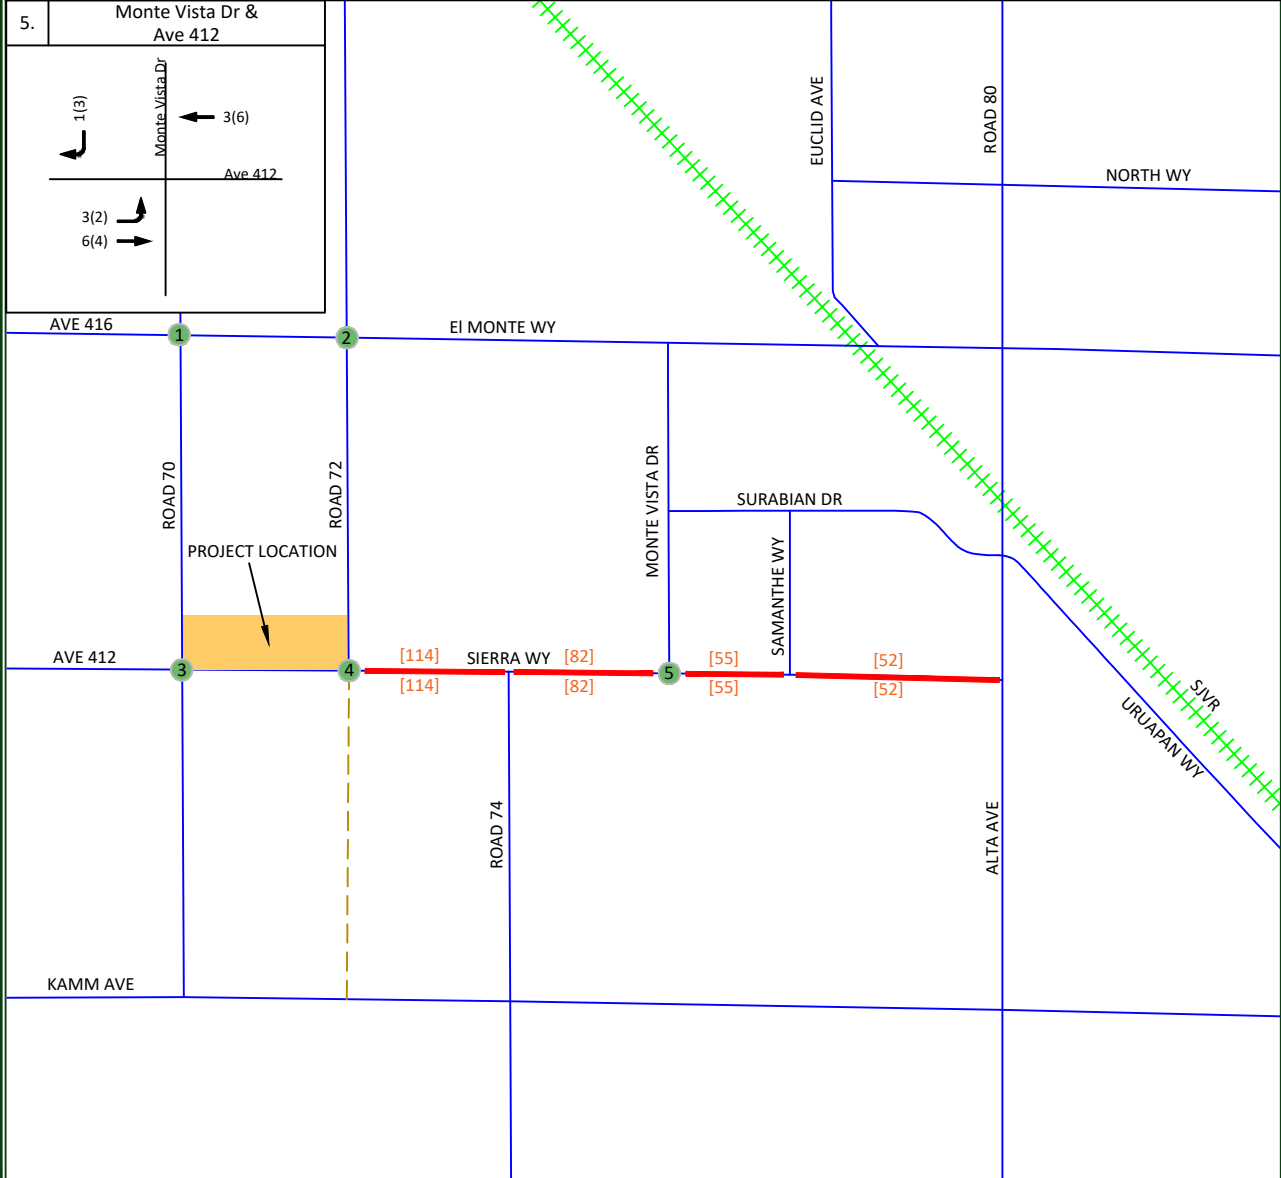 5.
Monte Vista Dr &
Ave 412
Monte Vista Dr
1(3)
3(6)
Ave 412
3(2)
6(4)
EUCLID AVE
ROAD 80
NORTH WY
AVE 416
1
2
El MONTE WY
ROAD 70
ROAD 72
MONTE VISTA DR
SURABIAN DR
SAMANTHE WY
PROJECT LOCATION
AVE 412
3
4
[114]
SIERRA WY
[82]
5
[55]
[52]
[114]
[82]
[55]
[52]
SJVR
URUAPAN WY
ROAD 74
ALTA AVE
KAMM AVE